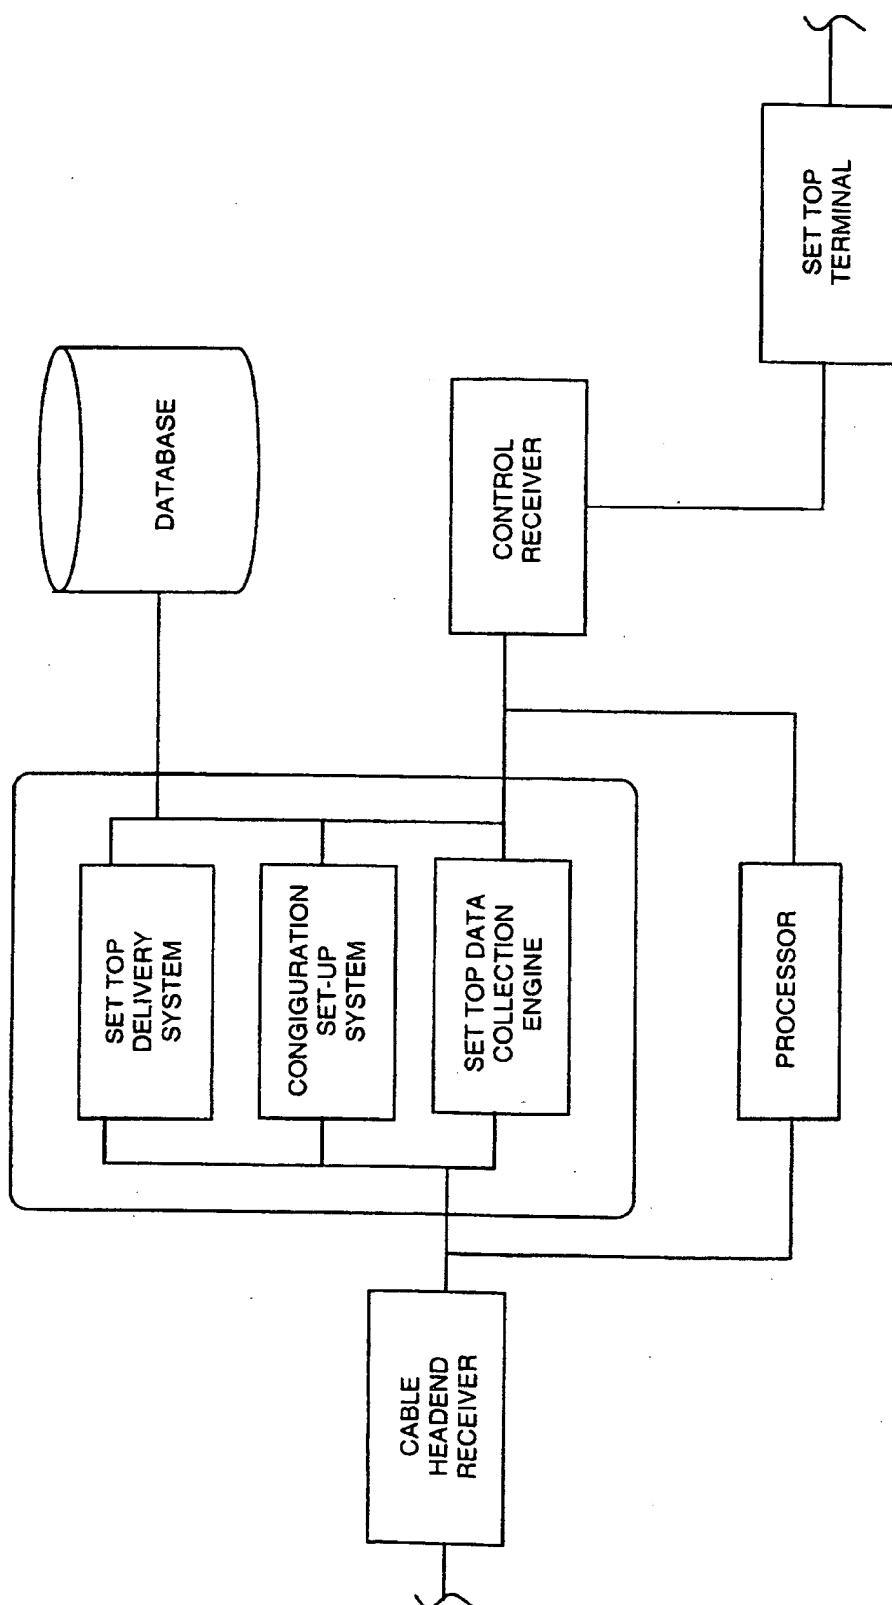 DATABASE
SET TOP
DELIVERY
SYSTEM
CONGIGURATION
SET-UP
SYSTEM
SET TOP DATA
COLLECTION
ENGINE
CABLE
HEADEND
RECEIVER
CONTROL
RECEIVER
PROCESSOR
SET TOP
TERMINAL